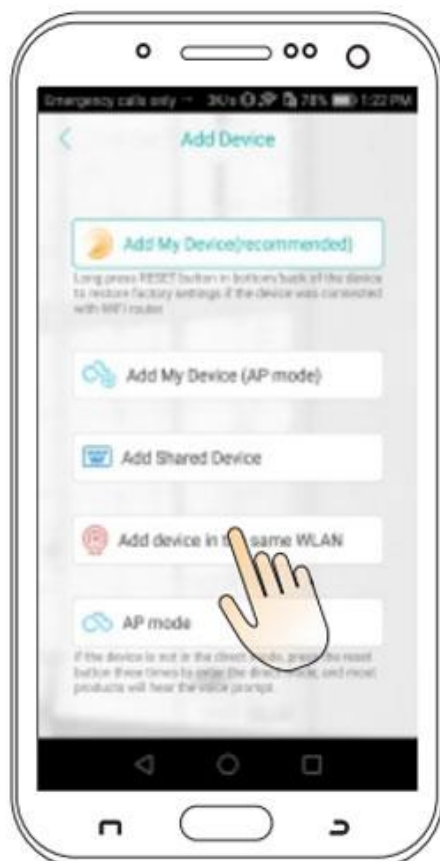 Emergency calls only 3K/s 78% 1:22 PM
Add Device
Add My Device(recommended)
Long press RESET button in bottom/back of the device
to restore factory settings if the device was connected
with WIFI router
Add My Device (AP mode)
Add Shared Device
Add device in same WLAN
AP mode
If the device is not in the direct mode, press the reset
button three times to enter the direct mode, and most
products will hear the voice prompt.